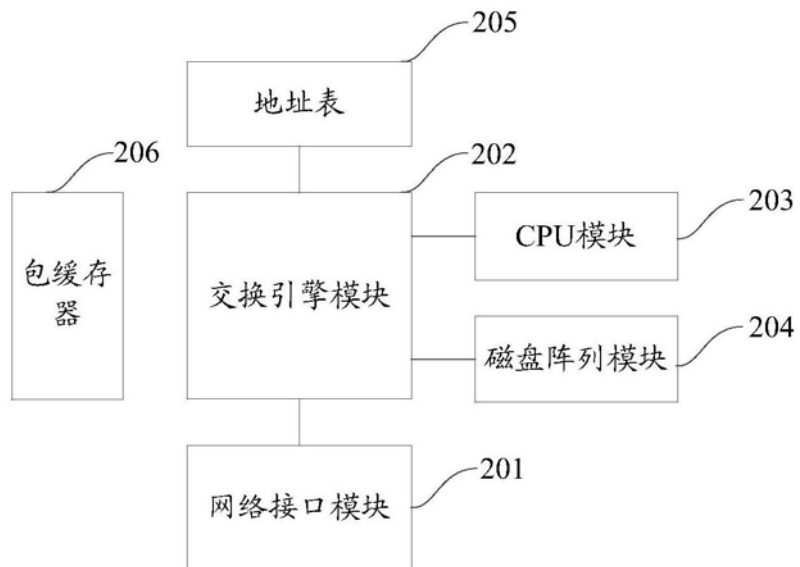 205
地址表
206
202
203
CPU模块
包缓存
器
交换引擎模块
204
磁盘阵列模块
201
网络接口模块